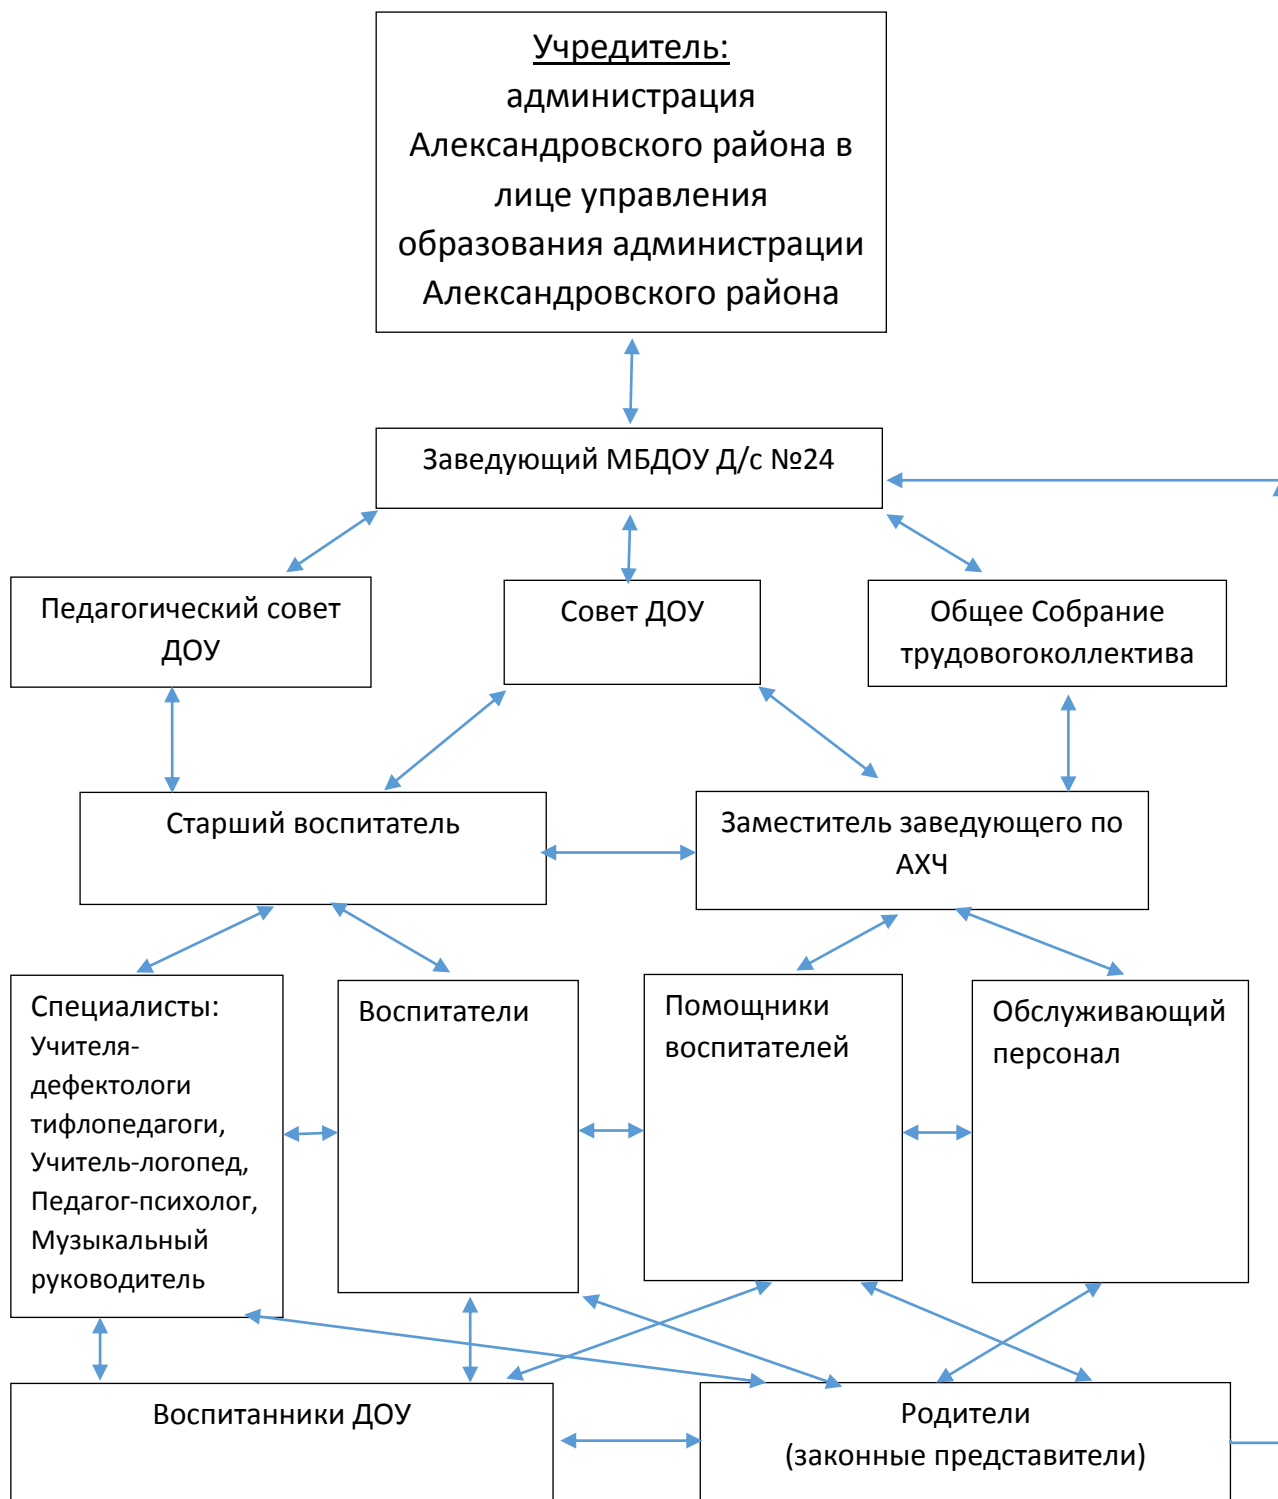 Учредитель:
администрация
Александровского района в
лице управления
образования администрации
Александровского района
Заведующий МБДОУ Д/с №24
Педагогический совет
ДОУ
Совет ДОУ
Общее Собрание
трудовогоколлектива
Старший воспитатель
Заместитель заведующего по
АХЧ
Специалисты:
Учителя-
дефектологи
тифлопедагоги,
Учитель-логопед,
Педагог-психолог,
Музыкальный
руководитель
Воспитатели
Помощники
воспитателей
Обслуживающий
персонал
Воспитанники ДОУ
Родители
(законные представители)